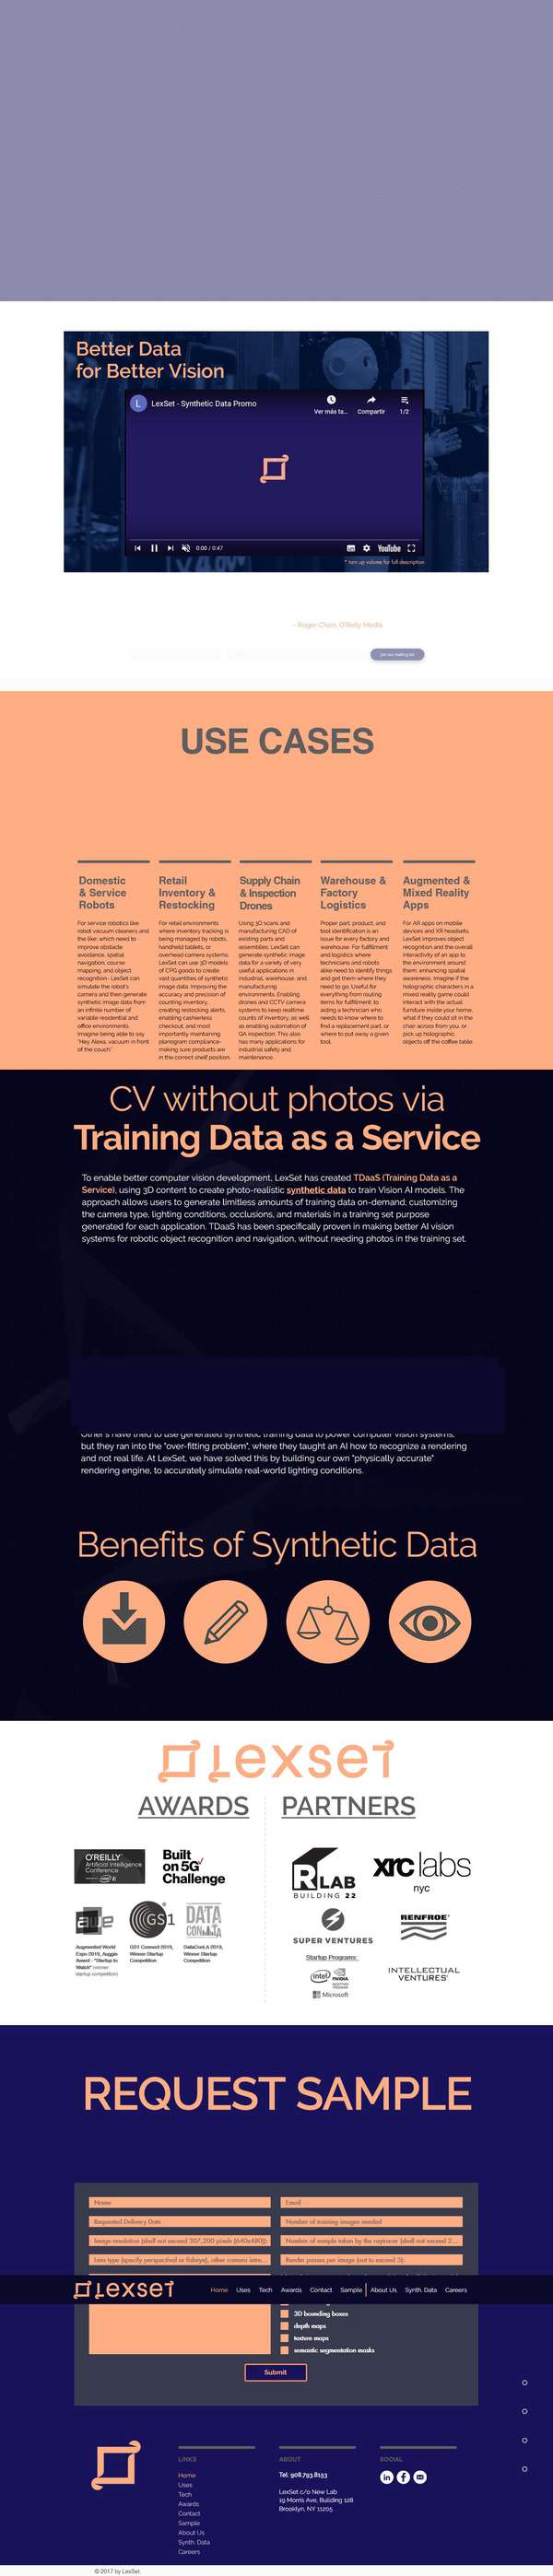 Better Data
for Better Vision
L LexSet - Synthetic Data Promo
Ver más ta...
Compartir
1/2
0:00 / 0:47
YouTube
* turn up volume for full description
- Roger Chen, O'Reilly Media
join our mailing list
USE CASES
Domestic
& Service
Robots
For service robotics like
robot vacuum cleaners and
the like, which need to
improve obstacle
avoidance, spatial
navigation, course
mapping, and object
recognition- LexSet can
simulate the robot's
camera and then generate
synthetic image data from
an infinite number of
variable residential and
office environments.
Imagine being able to say
"Hey Alexa, vacuum in front
of the couch".
Retail
Inventory &
Restocking
For retail environments
where inventory tracking is
being managed by robots,
handheld tablets, or
overhead camera systems:
LexSet can use 3D models
of CPG goods to create
vast quantities of synthetic
image data. Improving the
accuracy and precision of
counting inventory,
creating restocking alerts,
enabling cashierless
checkout, and most
importantly maintaining
planogram compliance-
making sure products are
in the correct shelf position
Supply Chain
& Inspection
Drones
Using 3D scans and
manufacturing CAD of
existing parts and
assemblies, LexSet can
generate synthetic image
data for a variety of very
useful applications in
industrial, warehouse, and
manufacturing
environments. Enabling
drones and CCTV camera
systems to keep realtime
counts of inventory, as well
as enabling automation of
QA inspection. This also
has many applications for
industrial safety and
maintenance.
Warehouse &
Factory
Logistics
Proper part, product, and
tool identification is an
issue for every factory and
warehouse. For Fulfillment
and logistics where
warehouses and robots
alike need to identify things
and get them where they
need to go. Useful for
everything from routing
items for fulfillment, to
aiding a technician who
needs to know where to
find a replacement part, or
where to put away a given
tool.
Augmented &
Mixed Reality
Apps
For AR apps on mobile
devices and XR headsets,
LexSet improves object
recognition and the overall
interactivity of an app to
the environment around
them; enhancing spatial
awareness. Imagine if the
holographic characters in a
mixed reality game could
interact with the actual
furniture inside your home,
what if they could sit in the
chair across from you, or
pick up holographic
objects off the coffee table.
CV without photos via
Training Data as a Service
To enable better computer vision development, LexSet has created TDaaS (Training Data as a
Service), using 3D content to create photo-realistic synthetic data to train Vision AI models. The
approach allows users to generate limitless amounts of training data on-demand; customizing
the camera type, lighting conditions, occlusions, and materials in a training set purpose
generated for each application. TDaaS has been specifically proven in making better AI vision
systems for robotic object recognition and navigation, without needing photos in the training set.
Other's have tried to use generated synthetic training data to power computer vision systems,
but they ran into the "over-fitting problem", where they taught an AI how to recognize a rendering
and not real life. At LexSet, we have solved this by building our own "physically accurate"
rendering engine, to accurately simulate real-world lighting conditions.
Benefits of Synthetic Data
Lexset
AWARDS
PARTNERS
O'REILLY
Artificial Intelligence
Conference
Built
on 5G
Challenge
awe
GS1
DATA
CON LA
Augmented World
Expo 2019, Auggie
Award - "Startup to
Watch" (winner
startup competition)
GS1 Connect 2019,
Winner Startup
Competition
DataCon.LA 2019,
Winner Startup
Competition
RLAB
BUILDING 22
xrc labs
nyc
SUPER VENTURES
RENFROE
Startup Programs:
intel
NVIDIA
Microsoft
INTELLECTUAL
VENTURES
REQUEST SAMPLE
Name
Email
Requested Delivery Date
Number of training images needed
Image resolution (shall not exceed 307,200 pixels [640x480]):
Number of sample taken by the raytracer (shall not exceed 2...
Lens type (specify perspectival or fisheye), other camera intri...
Render passes per image (not to exceed 5):
Lexset
Home
Uses
Tech
Awards
Contact
Sample
About Us
Synth. Data
Careers
3D bounding boxes
depth maps
texture maps
semantic segmentation masks
Submit
LINKS
Home
Uses
Tech
Awards
Contact
Sample
About Us
Synth. Data
Careers
ABOUT
Tel: 908.793.8153
LexSet c/o New Lab
19 Morris Ave, Building 128
Brooklyn, NY 11205
SOCIAL
© 2017 by LexSet.